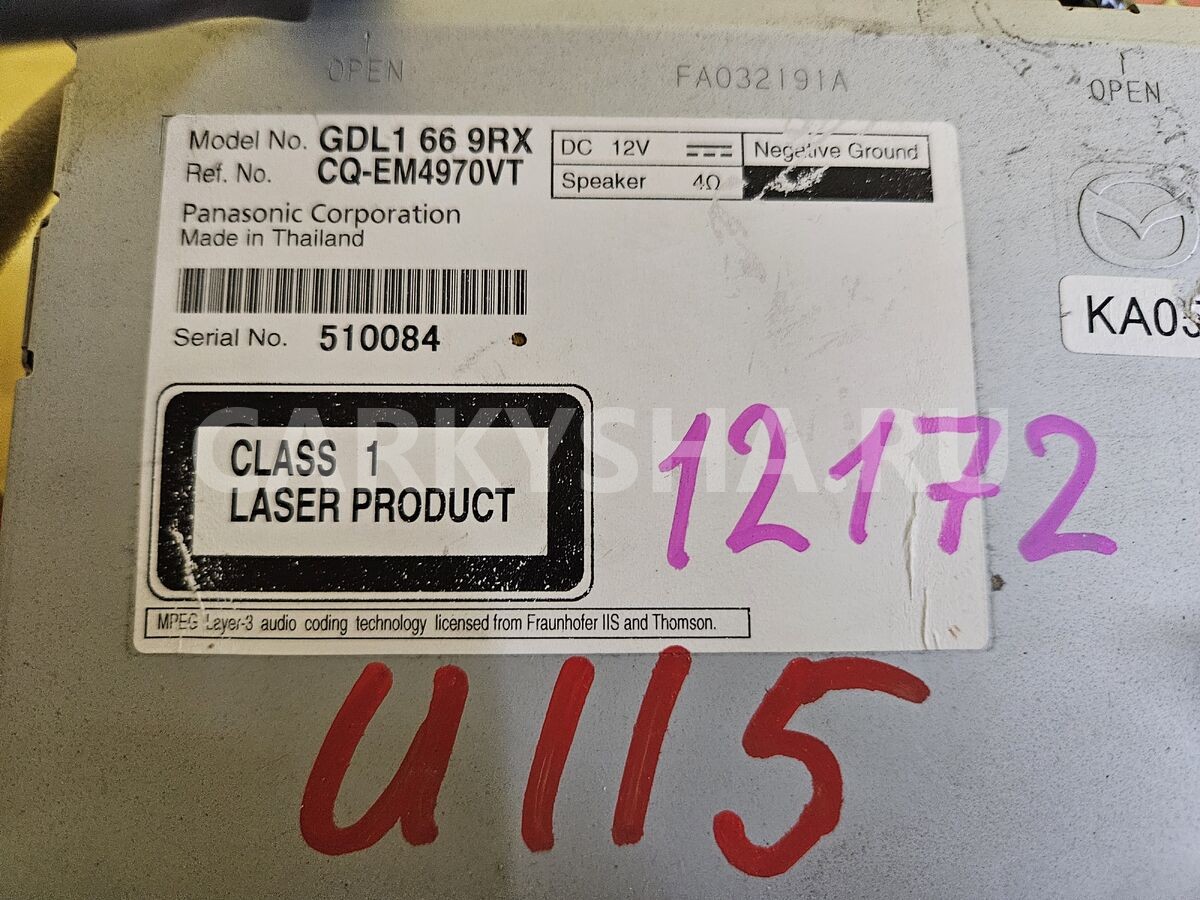 OPEN
FA032191A
OPEN
Model No. GDL1 66 9RX
Ref. No. CQ-EM4970VT
DC 12V
Negative Ground
Speaker 4Ω
Panasonic Corporation
Made in Thailand
Serial No. 510084
KA03
CLASS 1
LASER PRODUCT
CARKYSHA.RU
12172
MPEG Layer-3 audio coding technology licensed from Fraunhofer IIS and Thomson.
U115